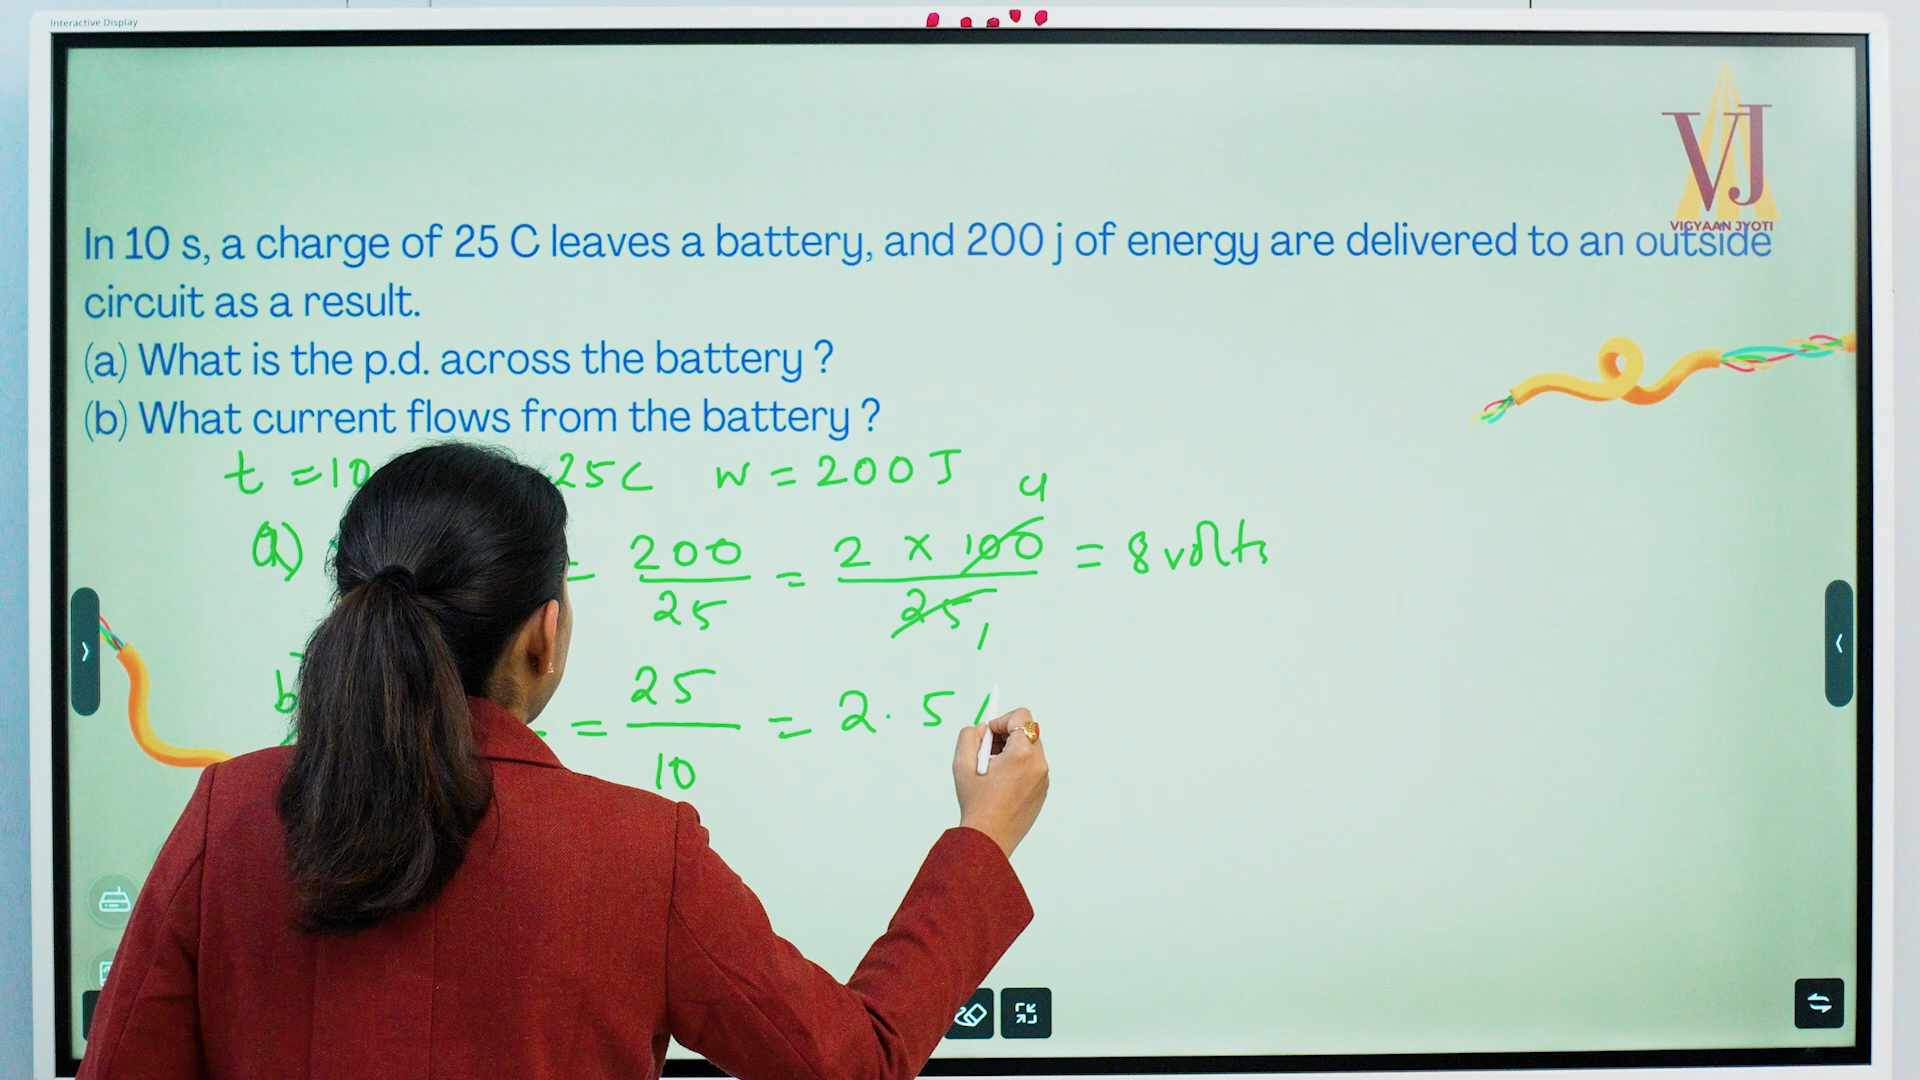 Interactive Display
VJ
VIGYAAN JYOTI
In 10 s, a charge of 25 C leaves a battery, and 200 j of energy are delivered to an outside
circuit as a result.
(a) What is the p.d. across the battery ?
(b) What current flows from the battery ?
t = 10 25C W = 200J
a) = 200/25 = 2 x 100/25 = 8 volts
4
1
b = 25/10 = 2.5